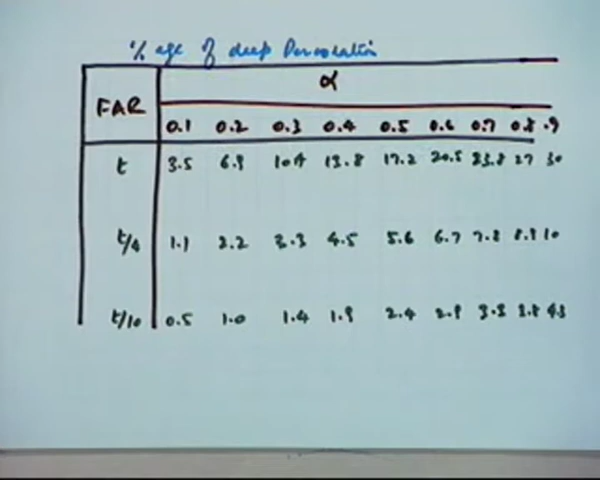 % age of deep Percolation
α
FAR
0.1 0.2 0.3 0.4 0.5 0.6 0.7 0.8 .9
t 3.5 6.9 10.4 13.8 17.2 20.5 23.8 27 30
t/4 1.1 2.2 3.3 4.5 5.6 6.7 7.8 8.9 10
t/10 0.5 1.0 1.4 1.9 2.4 2.9 3.3 3.8 4.3